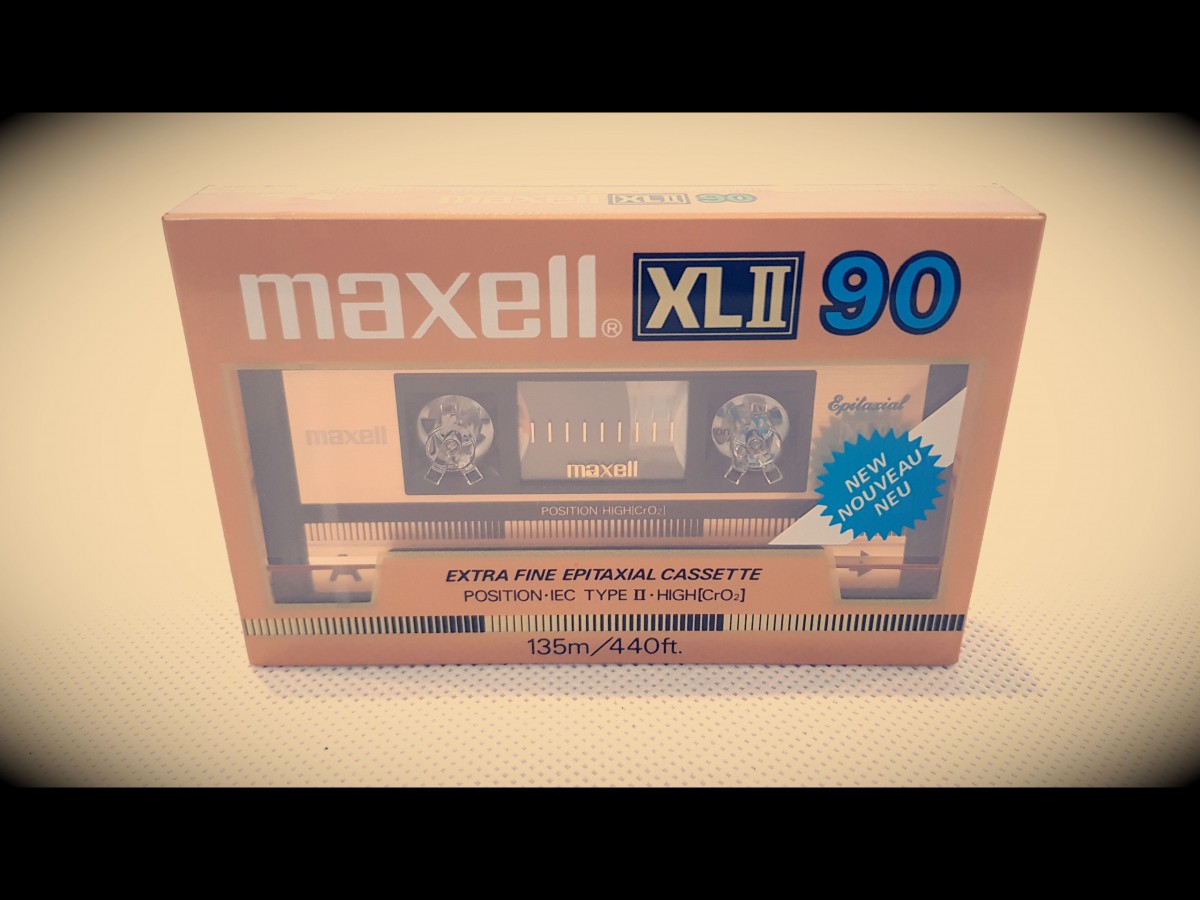 maxell XLII 90
maxell® XLII 90
maxell
Epitaxial
maxell
NEW
NOUVEAU
NEU
POSITION·HIGH[CrO₂]
A
EXTRA FINE EPITAXIAL CASSETTE
POSITION·IEC TYPE II·HIGH[CrO₂]
135m/440ft.